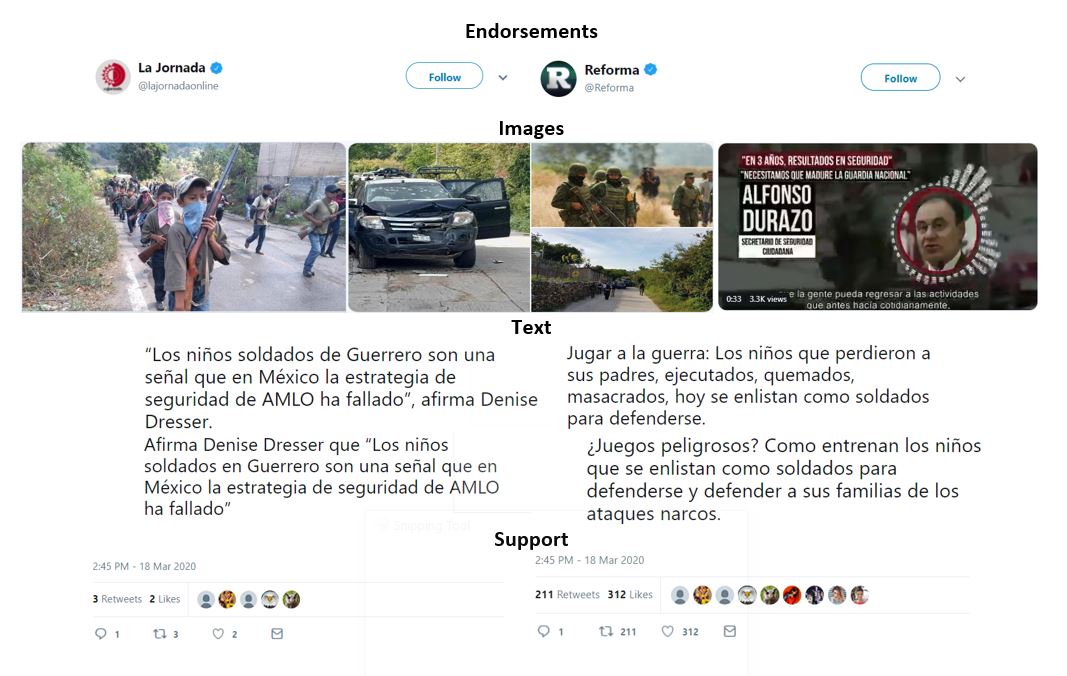 Endorsements
La Jornada
@lajornadaonline
Follow
Reforma
@Reforma
Follow
Images
"EN 3 AÑOS, RESULTADOS EN SEGURIDAD"
"NECESITAMOS QUE MADURE LA GUARDIA NACIONAL"
ALFONSO
DURAZO
SECRETARIO DE SEGURIDAD
CIUDADANA
0:33 3.3K views
e la gente pueda regresar a las actividades
que antes hacía cotidianamente.
Text
“Los niños soldados de Guerrero son una
señal que en México la estrategia de
seguridad de AMLO ha fallado”, afirma Denise
Dresser.
Afirma Denise Dresser que “Los niños
soldados en Guerrero son una señal que en
México la estrategia de seguridad de AMLO
ha fallado”
Jugar a la guerra: Los niños que perdieron a
sus padres, ejecutados, quemados,
masacrados, hoy se enlistan como soldados
para defenderse.
¿Juegos peligrosos? Como entrenan los niños
que se enlistan como soldados para
defenderse y defender a sus familias de los
ataques narcos.
Snipping Tool
Support
2:45 PM - 18 Mar 2020
3 Retweets 2 Likes
1 3 2
2:45 PM - 18 Mar 2020
211 Retweets 312 Likes
1 211 312